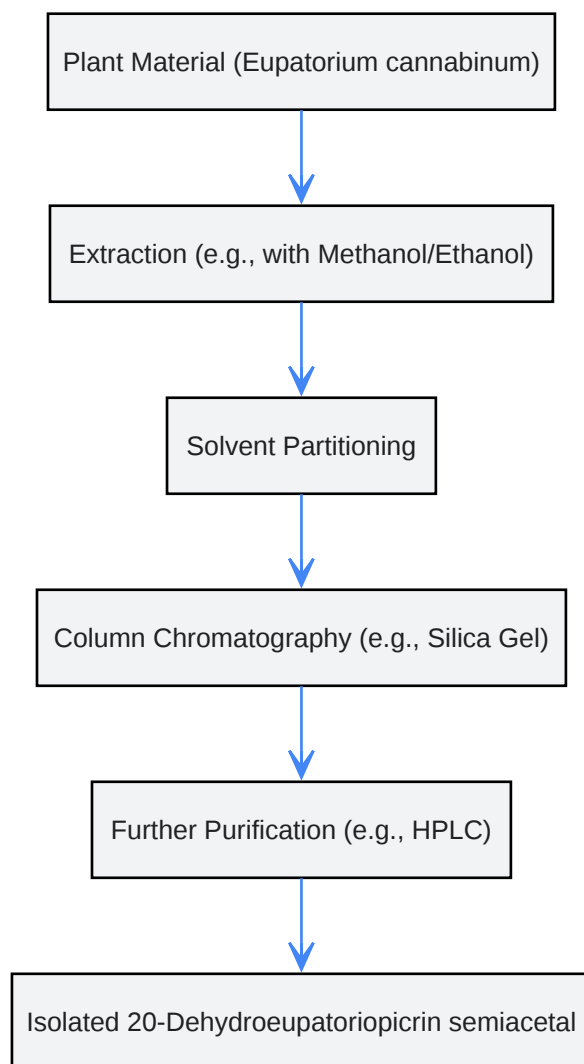 Plant Material (Eupatorium cannabinum)
Extraction (e.g., with Methanol/Ethanol)
Solvent Partitioning
Column Chromatography (e.g., Silica Gel)
Further Purification (e.g., HPLC)
Isolated 20-Dehydroeupatoriopicrin semiacetal